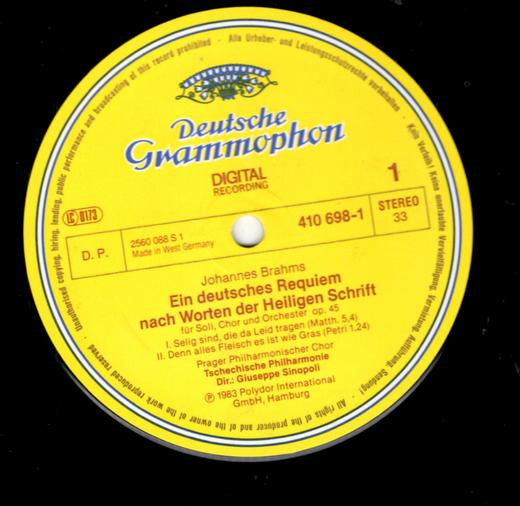 Deutsche
Grammophon
DIGITAL
RECORDING
1
LC 0173
STEREO
33
410 698-1
D. P.
2560 088 S 1
Made in West Germany
Johannes Brahms
Ein deutsches Requiem
nach Worten der Heiligen Schrift
für Soli, Chor und Orchester op. 45
I. Selig sind, die da Leid tragen (Matth. 5,4)
II. Denn alles Fleisch es ist wie Gras (Petri 1,24)
Prager Philharmonischer Chor
Tschechische Philharmonie
Dir.: Giuseppe Sinopoli
℗ 1983 Polydor International
GmbH, Hamburg
Alle Urheber- und Leistungsschutzrechte vorbehalten · Kein Verleih! Keine unerlaubte Vervielfältigung, Vermietung, Aufführung, Sendung! · All rights of the producer and of the owner of the work reproduced reserved · Unauthorised copying, hiring, lending, public performance and broadcasting of this record prohibited ·